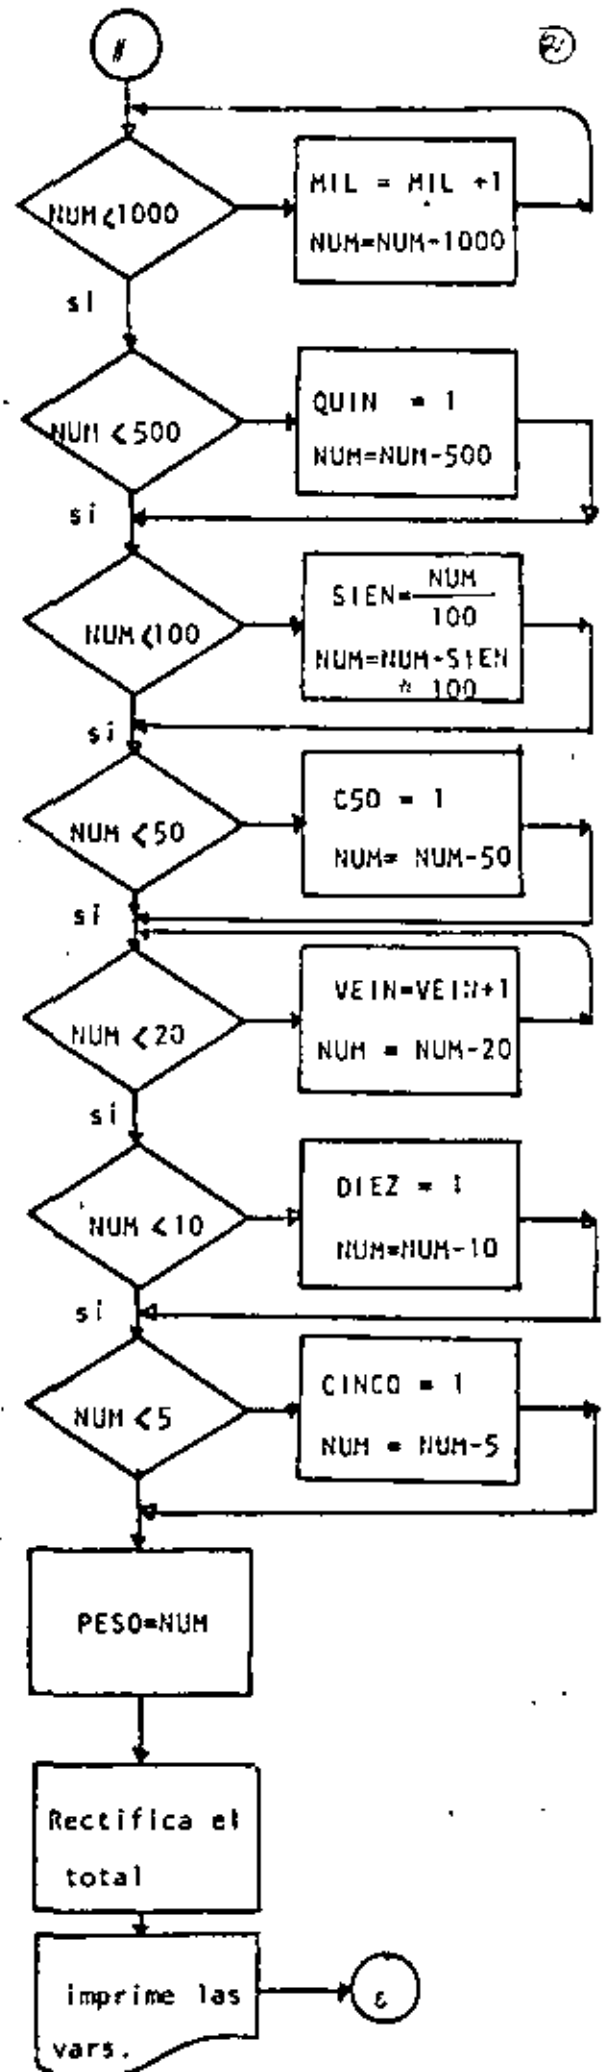 2
NUM<1000
MIL = MIL +1
NUM=NUM-1000
si
NUM <500
QUIN = 1
NUM=NUM-500
si
NUM<100
SIEN=NUM
100
NUM=NUM-SIEN
* 100
si
NUM <50
C50 = 1
NUM= NUM-50
si
NUM <20
VEIN=VEIN+1
NUM = NUM-20
si
NUM <10
DIEZ = 1
NUM=NUM-10
si
NUM <5
CINCO = 1
NUM = NUM-5
PESO=NUM
Rectifica el
total
imprime las
vars.